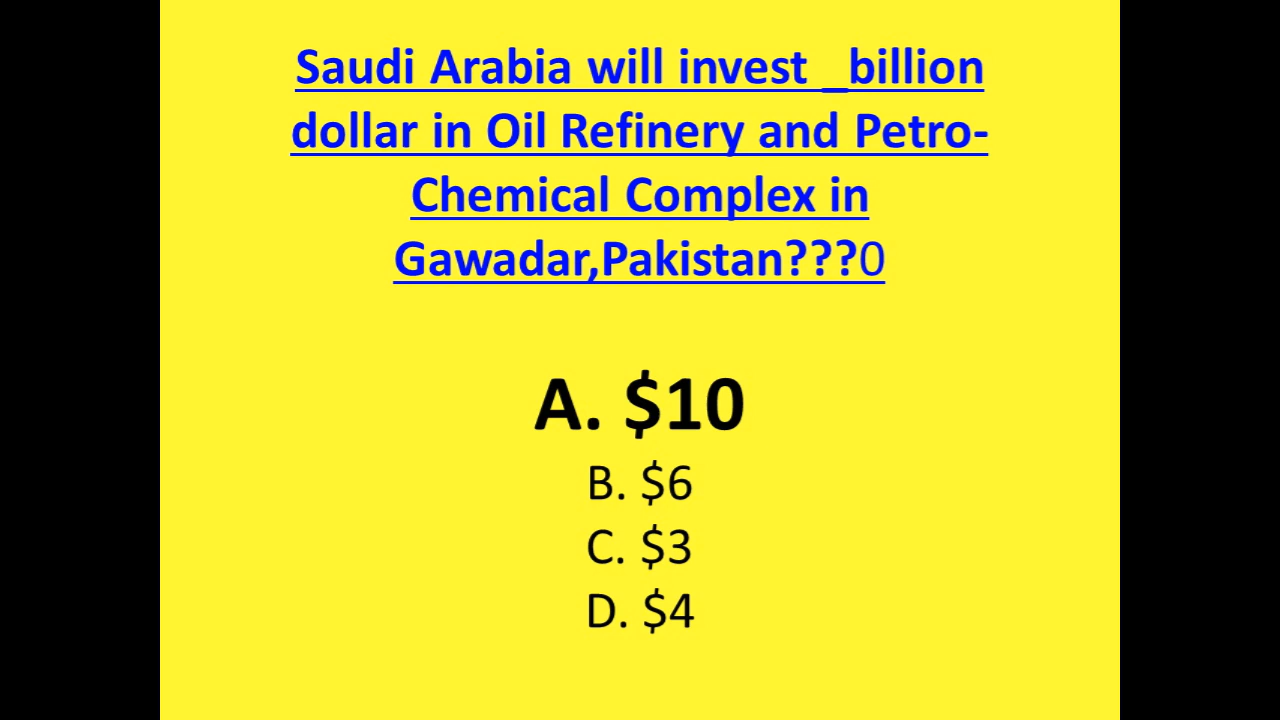 Saudi Arabia will invest _billion
dollar in Oil Refinery and Petro-
Chemical Complex in
Gawadar,Pakistan???0
A. $10
B. $6
C. $3
D. $4